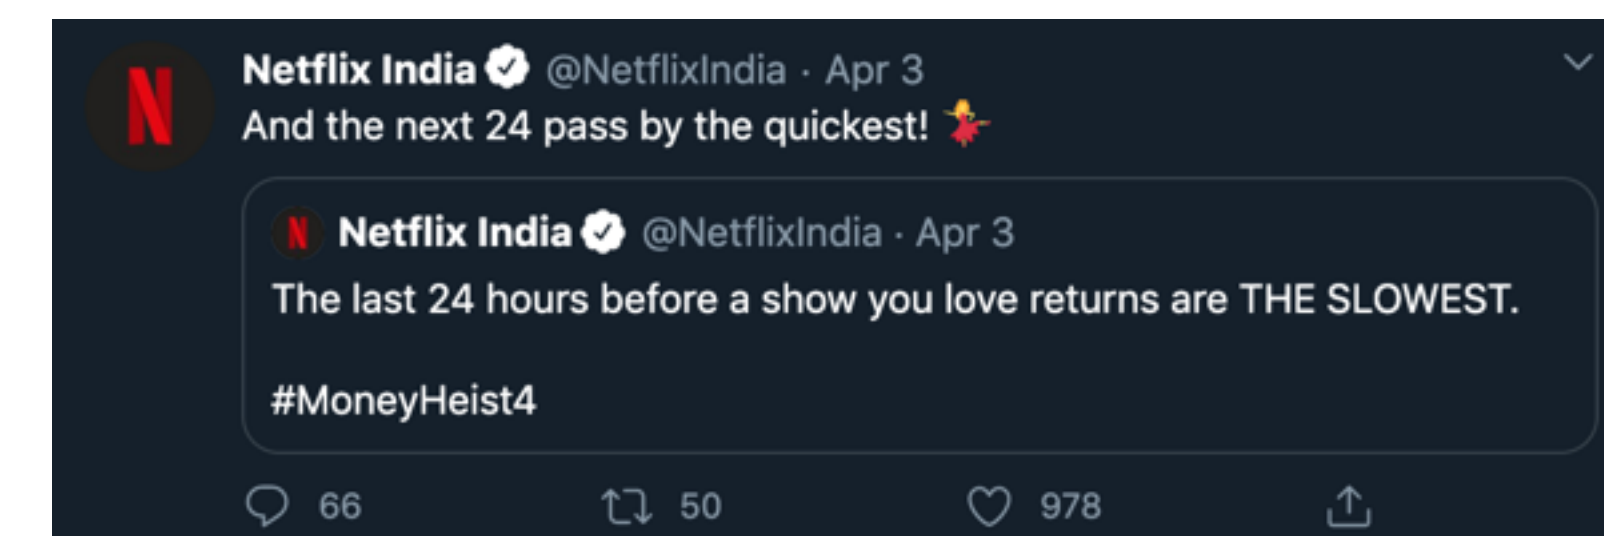 Netflix India @NetflixIndia · Apr 3
And the next 24 pass by the quickest! 💃
Netflix India @NetflixIndia · Apr 3
The last 24 hours before a show you love returns are THE SLOWEST.
#MoneyHeist4
66 50 978